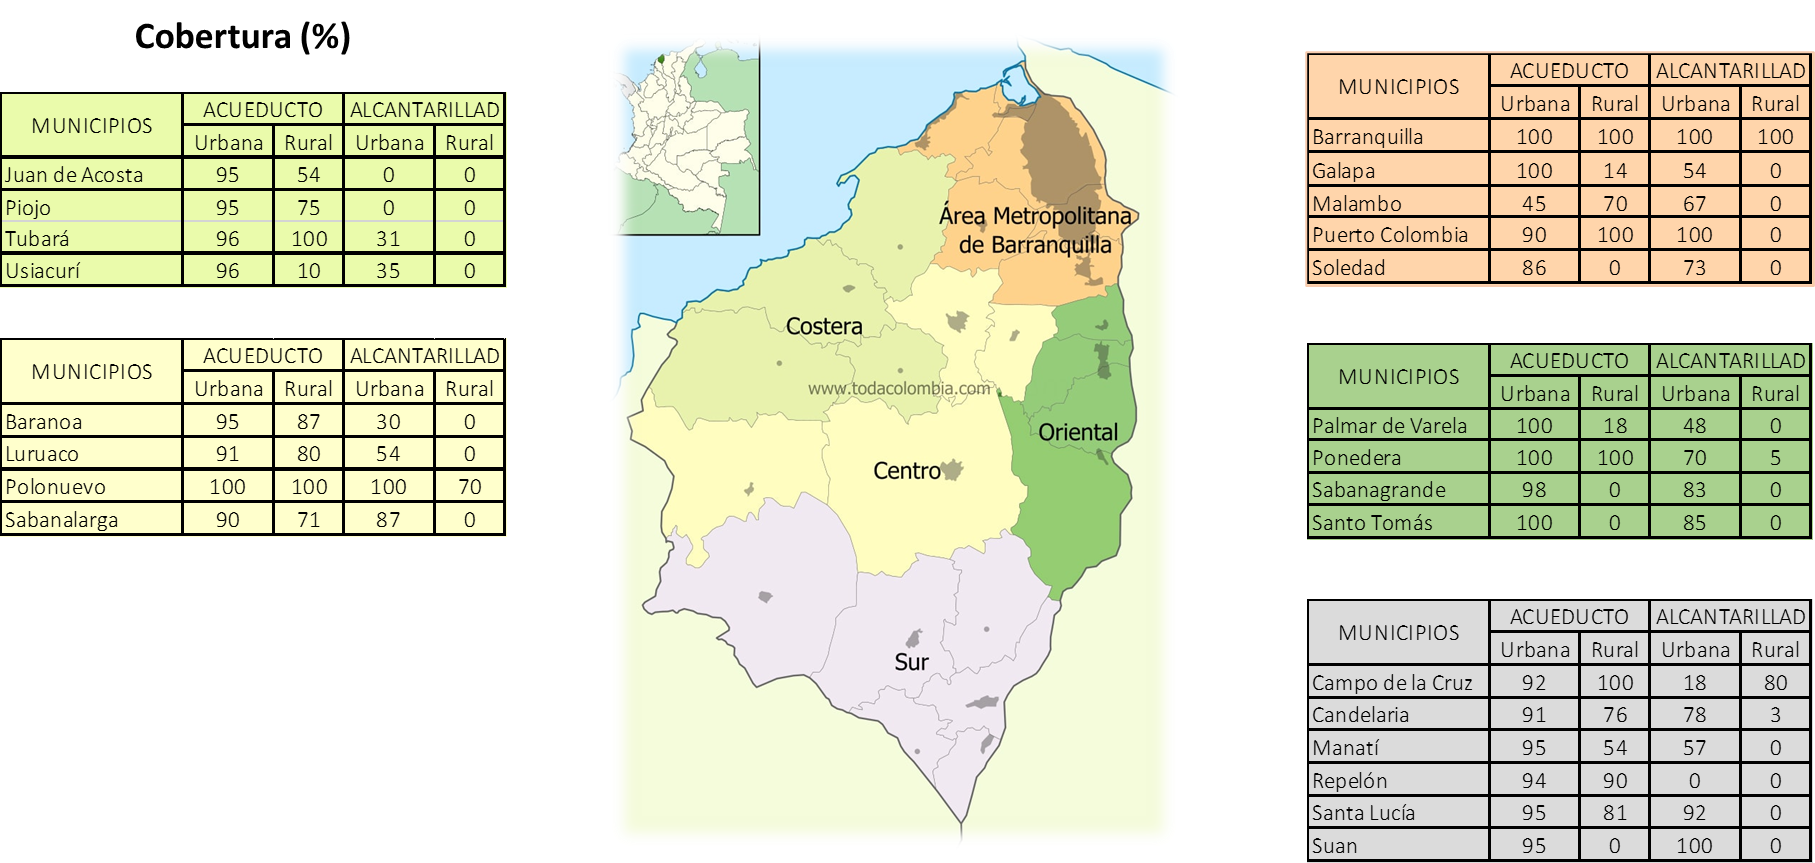 Cobertura (%)
MUNICIPIOS ACUEDUCTO ALCANTARILLAD
Urbana Rural Urbana Rural
Juan de Acosta 95 54 0 0
Piojo 95 75 0 0
Tubará 96 100 31 0
Usiacurí 96 10 35 0
MUNICIPIOS ACUEDUCTO ALCANTARILLAD
Urbana Rural Urbana Rural
Baranoa 95 87 30 0
Luruaco 91 80 54 0
Polonuevo 100 100 100 70
Sabanalarga 90 71 87 0
Área Metropolitana
de Barranquilla
Costera
www.todacolombia.com
Oriental
Centro
Sur
MUNICIPIOS ACUEDUCTO ALCANTARILLAD
Urbana Rural Urbana Rural
Barranquilla 100 100 100 100
Galapa 100 14 54 0
Malambo 45 70 67 0
Puerto Colombia 90 100 100 0
Soledad 86 0 73 0
MUNICIPIOS ACUEDUCTO ALCANTARILLAD
Urbana Rural Urbana Rural
Palmar de Varela 100 18 48 0
Ponedera 100 100 70 5
Sabanagrande 98 0 83 0
Santo Tomás 100 0 85 0
MUNICIPIOS ACUEDUCTO ALCANTARILLAD
Urbana Rural Urbana Rural
Campo de la Cruz 92 100 18 80
Candelaria 91 76 78 3
Manatí 95 54 57 0
Repelón 94 90 0 0
Santa Lucía 95 81 92 0
Suan 95 0 100 0